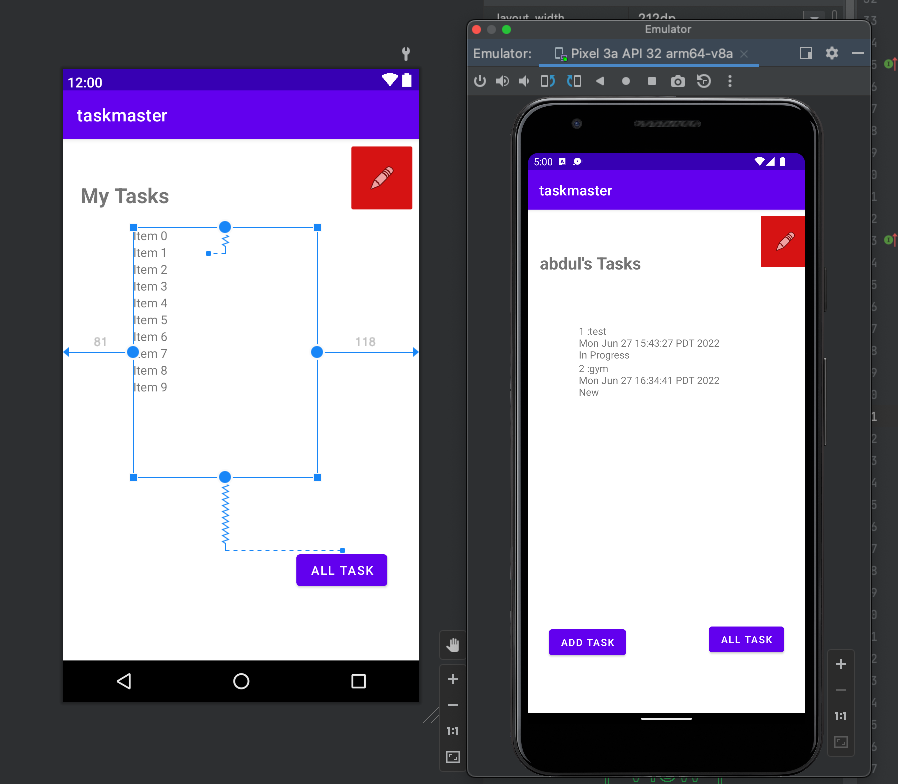 layout_width 212dp
Emulator
Emulator: Pixel 3a API 32 arm64-v8a
12:00
taskmaster
My Tasks
Item 0
Item 1
Item 2
Item 3
Item 4
Item 5
Item 6
Item 7
Item 8
Item 9
81
118
ALL TASK
1:1
5:00
taskmaster
abdul's Tasks
1 :test
Mon Jun 27 15:43:27 PDT 2022
In Progress
2 :gym
Mon Jun 27 16:34:41 PDT 2022
New
ADD TASK
ALL TASK
1:1